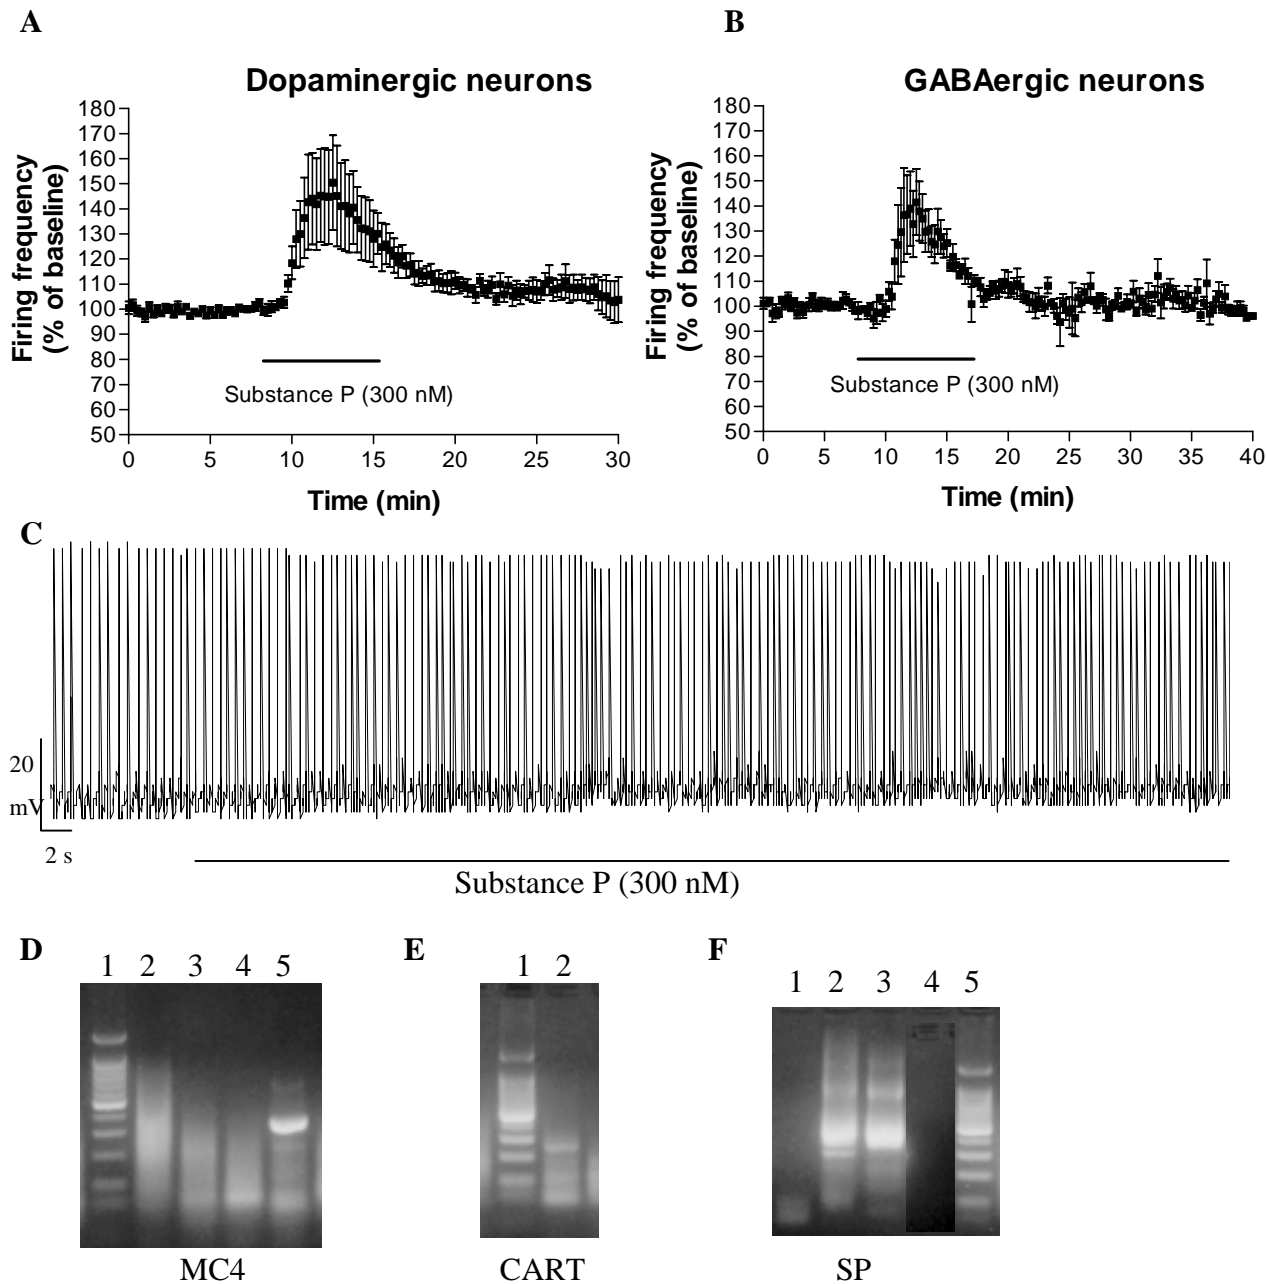 A
B
Dopaminergic neurons
GABAergic neurons
Firing frequency
(% of baseline)
180
170
160
150
140
130
120
110
100
90
80
70
60
50
Substance P (300 nM)
0 5 10 15 20 25 30
Time (min)
Firing frequency
(% of baseline)
180
170
160
150
140
130
120
110
100
90
80
70
60
50
Substance P (300 nM)
0 5 10 15 20 25 30 35 40
Time (min)
C
20
mV
2 s
Substance P (300 nM)
D
1 2 3 4 5
MC4
E
1 2
CART
F
1 2 3 4 5
SP